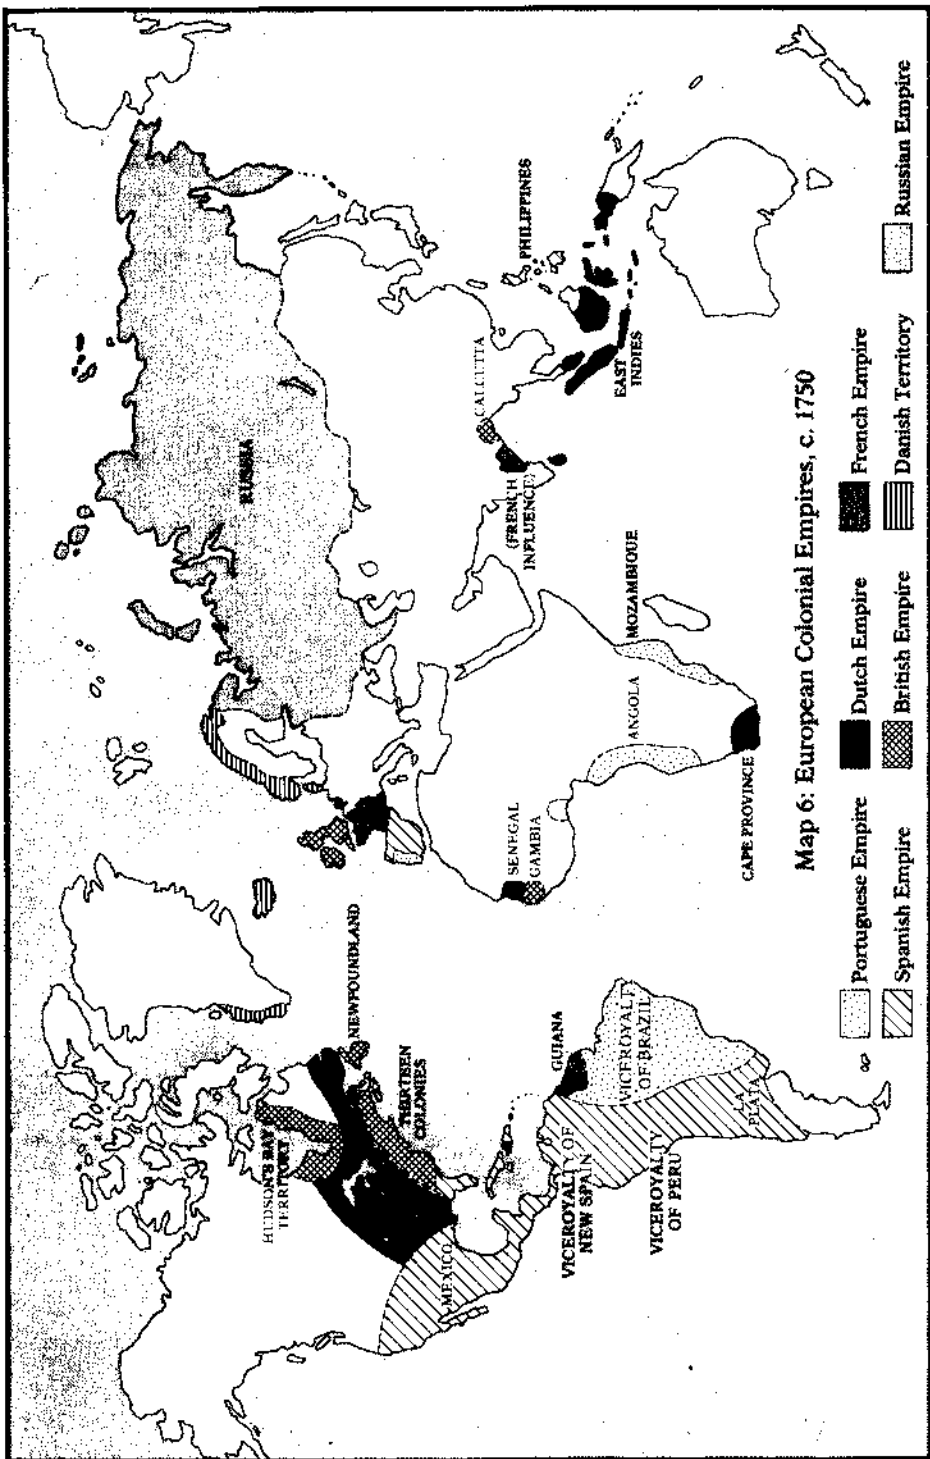 RUSSIA
HUDSON'S BAY
TERRITORY
NEWFOUNDLAND
THIRTEEN
COLONIES
MEXICO
VICEROYALTY OF
NEW SPAIN
VICEROYALTY
OF PERU
GUIANA
VICEROYALTY
OF BRAZIL
LA
PLATA
SENEGAL
GAMBIA
ANGOLA
MOZAMBIQUE
CAPE PROVINCE
(FRENCH
INFLUENCE)
CALCUTTA
PHILIPPINES
EAST
INDIES
Map 6: European Colonial Empires, c. 1750
Portuguese Empire
Dutch Empire
French Empire
Russian Empire
Spanish Empire
British Empire
Danish Territory